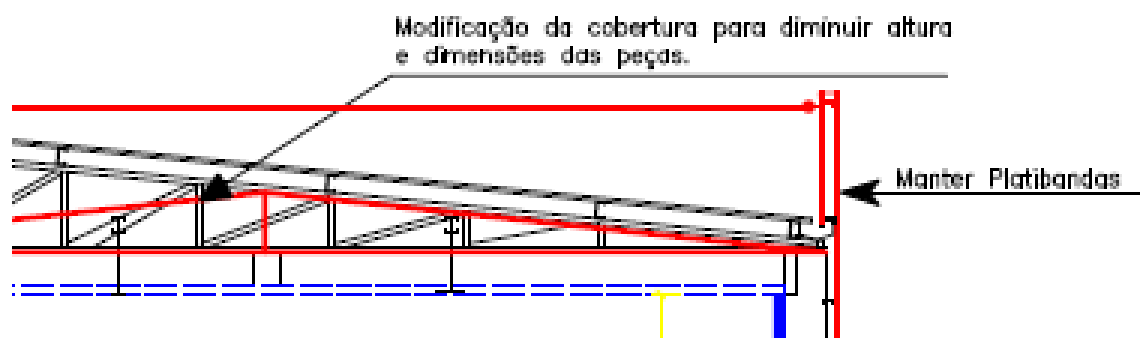 Modificação da cobertura para diminuir altura
e dimensões das peças.
Manter Platibandas